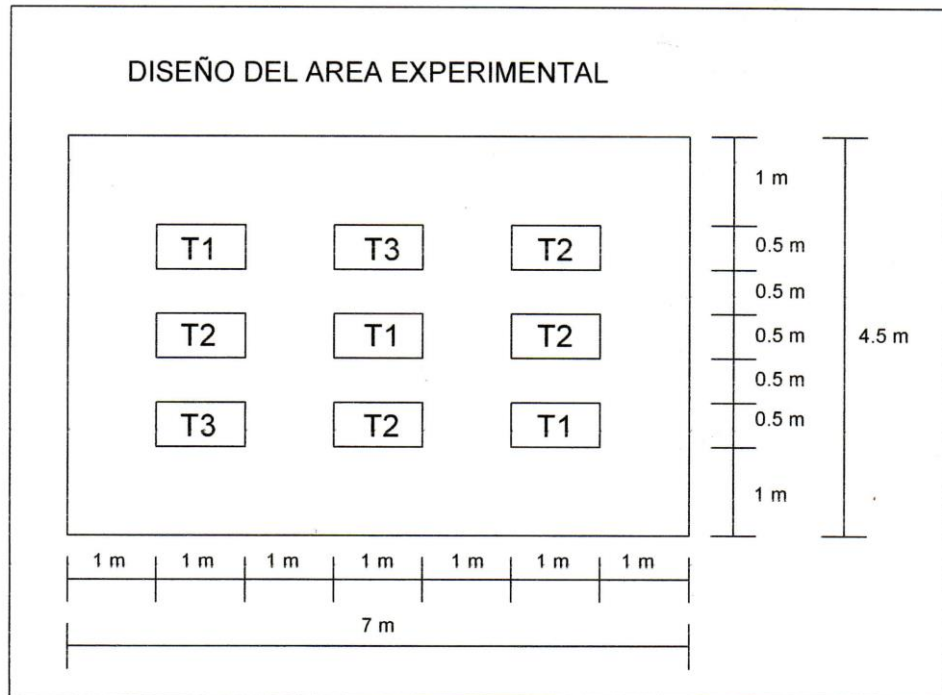 DISEÑO DEL AREA EXPERIMENTAL
1 m
T1 T3 T2 0.5 m
0.5 m
T2 T1 T2 0.5 m 4.5 m
0.5 m
T3 T2 T1 0.5 m
1 m
1 m 1 m 1 m 1 m 1 m 1 m 1 m
7 m